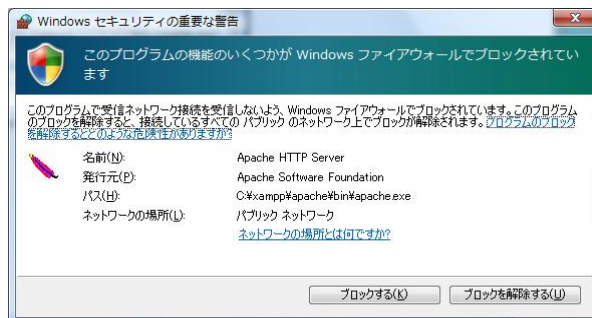 Windows セキュリティの重要な警告
このプログラムの機能のいくつかが Windows ファイアウォールでブロックされてい
ます
このプログラムで受信ネットワーク接続を受信しないよう、Windows ファイアウォールでブロックされています。このプログラム
のブロックを解除すると、接続しているすべての パブリック のネットワーク上でブロックが解除されます。プログラムのブロック
を解除するとどのような危険性がありますか?
名前(N): Apache HTTP Server
発行元(P): Apache Software Foundation
パス(H): C:¥xampp¥apache¥bin¥apache.exe
ネットワークの場所(L): パブリック ネットワーク
ネットワークの場所とは何ですか?
ブロックする(K) ブロックを解除する(U)